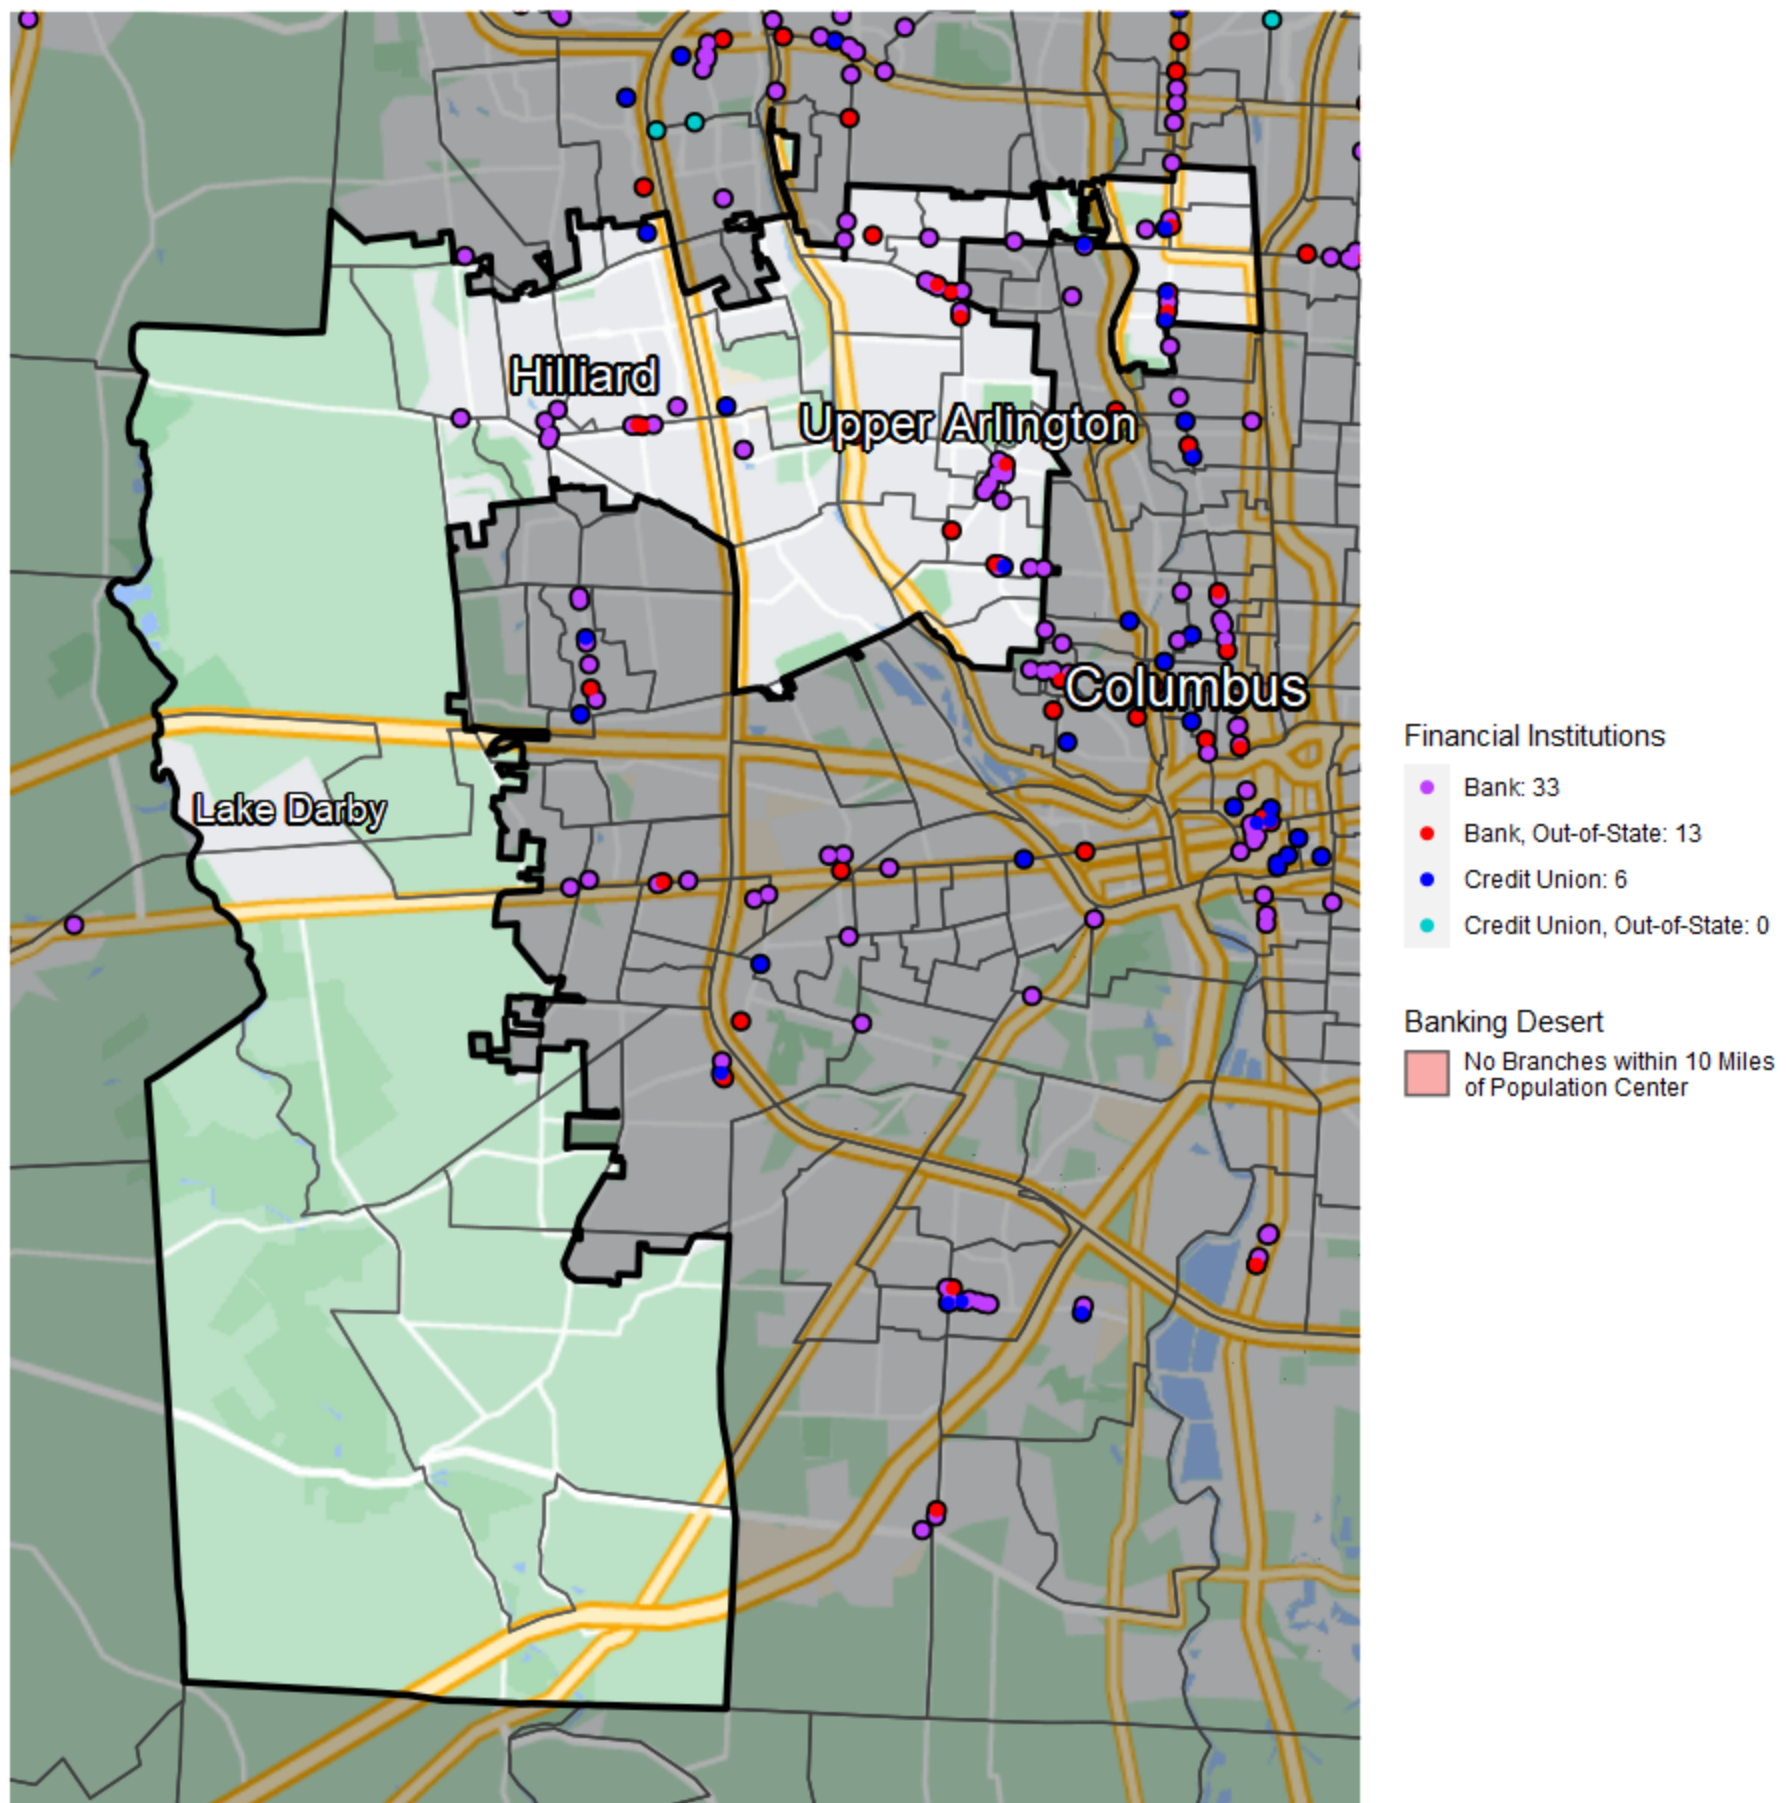 Hilliard
Upper Arlington
Columbus
Lake Darby
Financial Institutions
Bank: 33
Bank, Out-of-State: 13
Credit Union: 6
Credit Union, Out-of-State: 0
Banking Desert
No Branches within 10 Miles
of Population Center